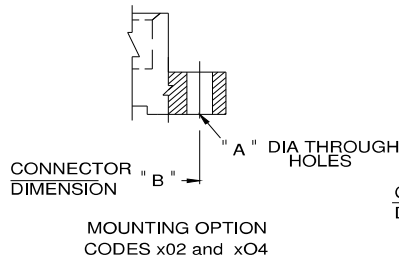 " A " DIA THROUGH
HOLES
CONNECTOR
DIMENSION " B "
MOUNTING OPTION
CODES x02 and xO4
C
D